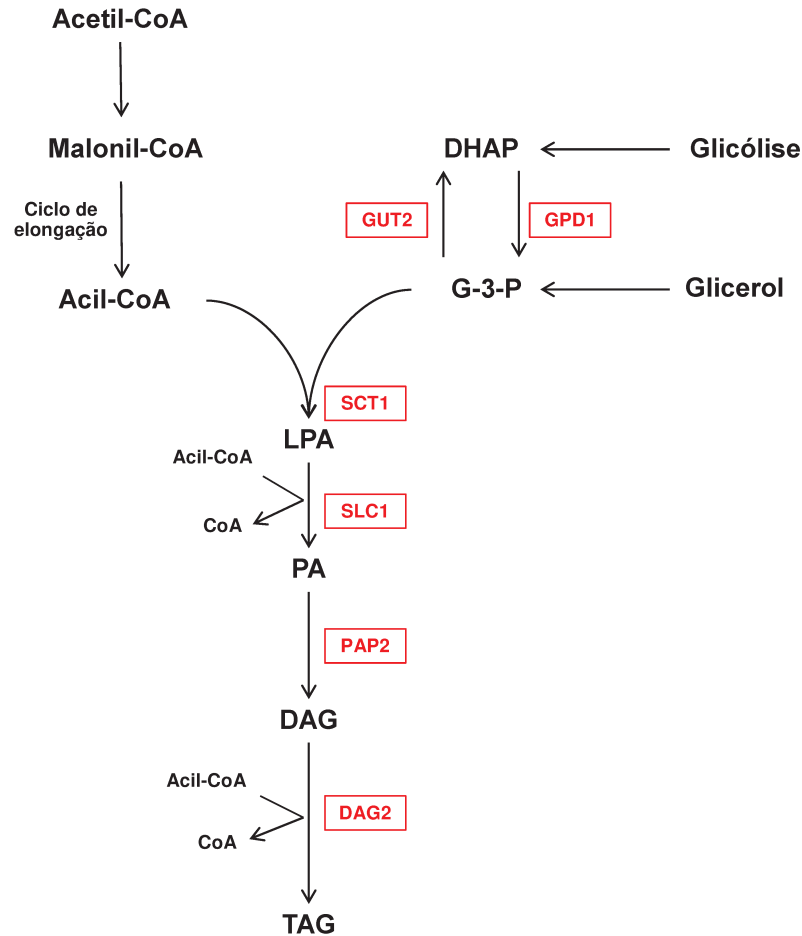 Acetil-CoA
Malonil-CoA
DHAP
Glicólise
Ciclo de
elongação
GUT2
GPD1
Acil-CoA
G-3-P
Glicerol
SCT1
LPA
Acil-CoA
SLC1
CoA
PA
PAP2
DAG
Acil-CoA
DAG2
CoA
TAG